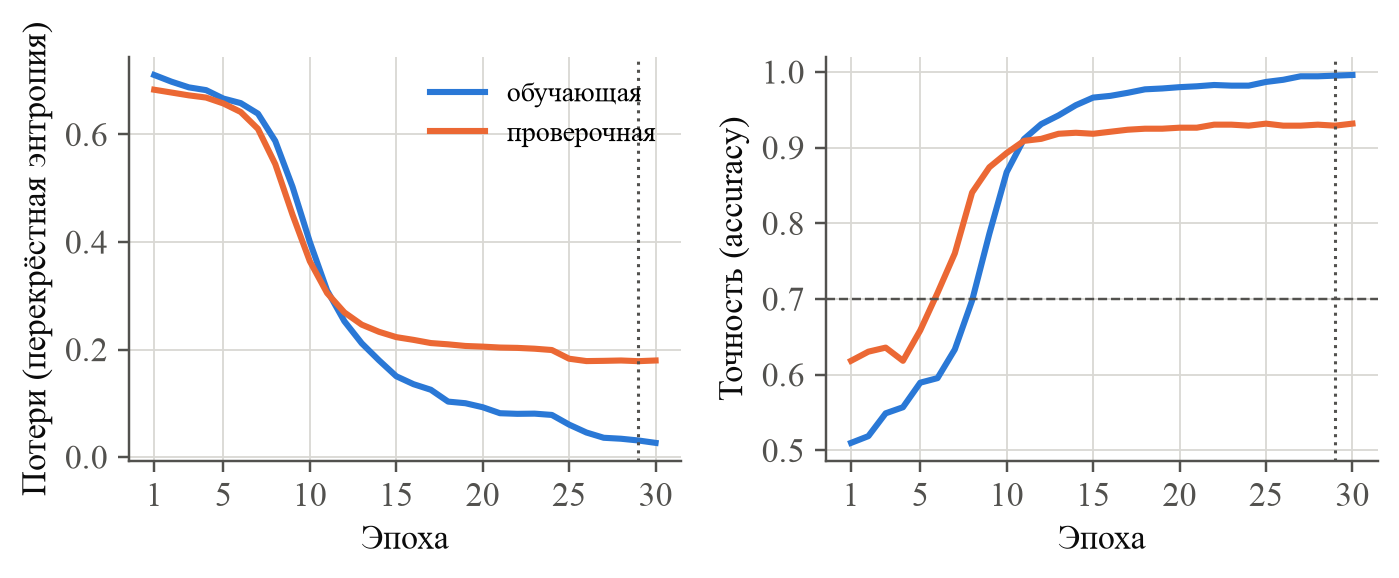 Потери (перекрёстная энтропия)
0.6
0.4
0.2
0.0
обучающая
проверочная
1 5 10 15 20 25 30
Эпоха
Точность (accuracy)
1.0
0.9
0.8
0.7
0.6
0.5
1 5 10 15 20 25 30
Эпоха